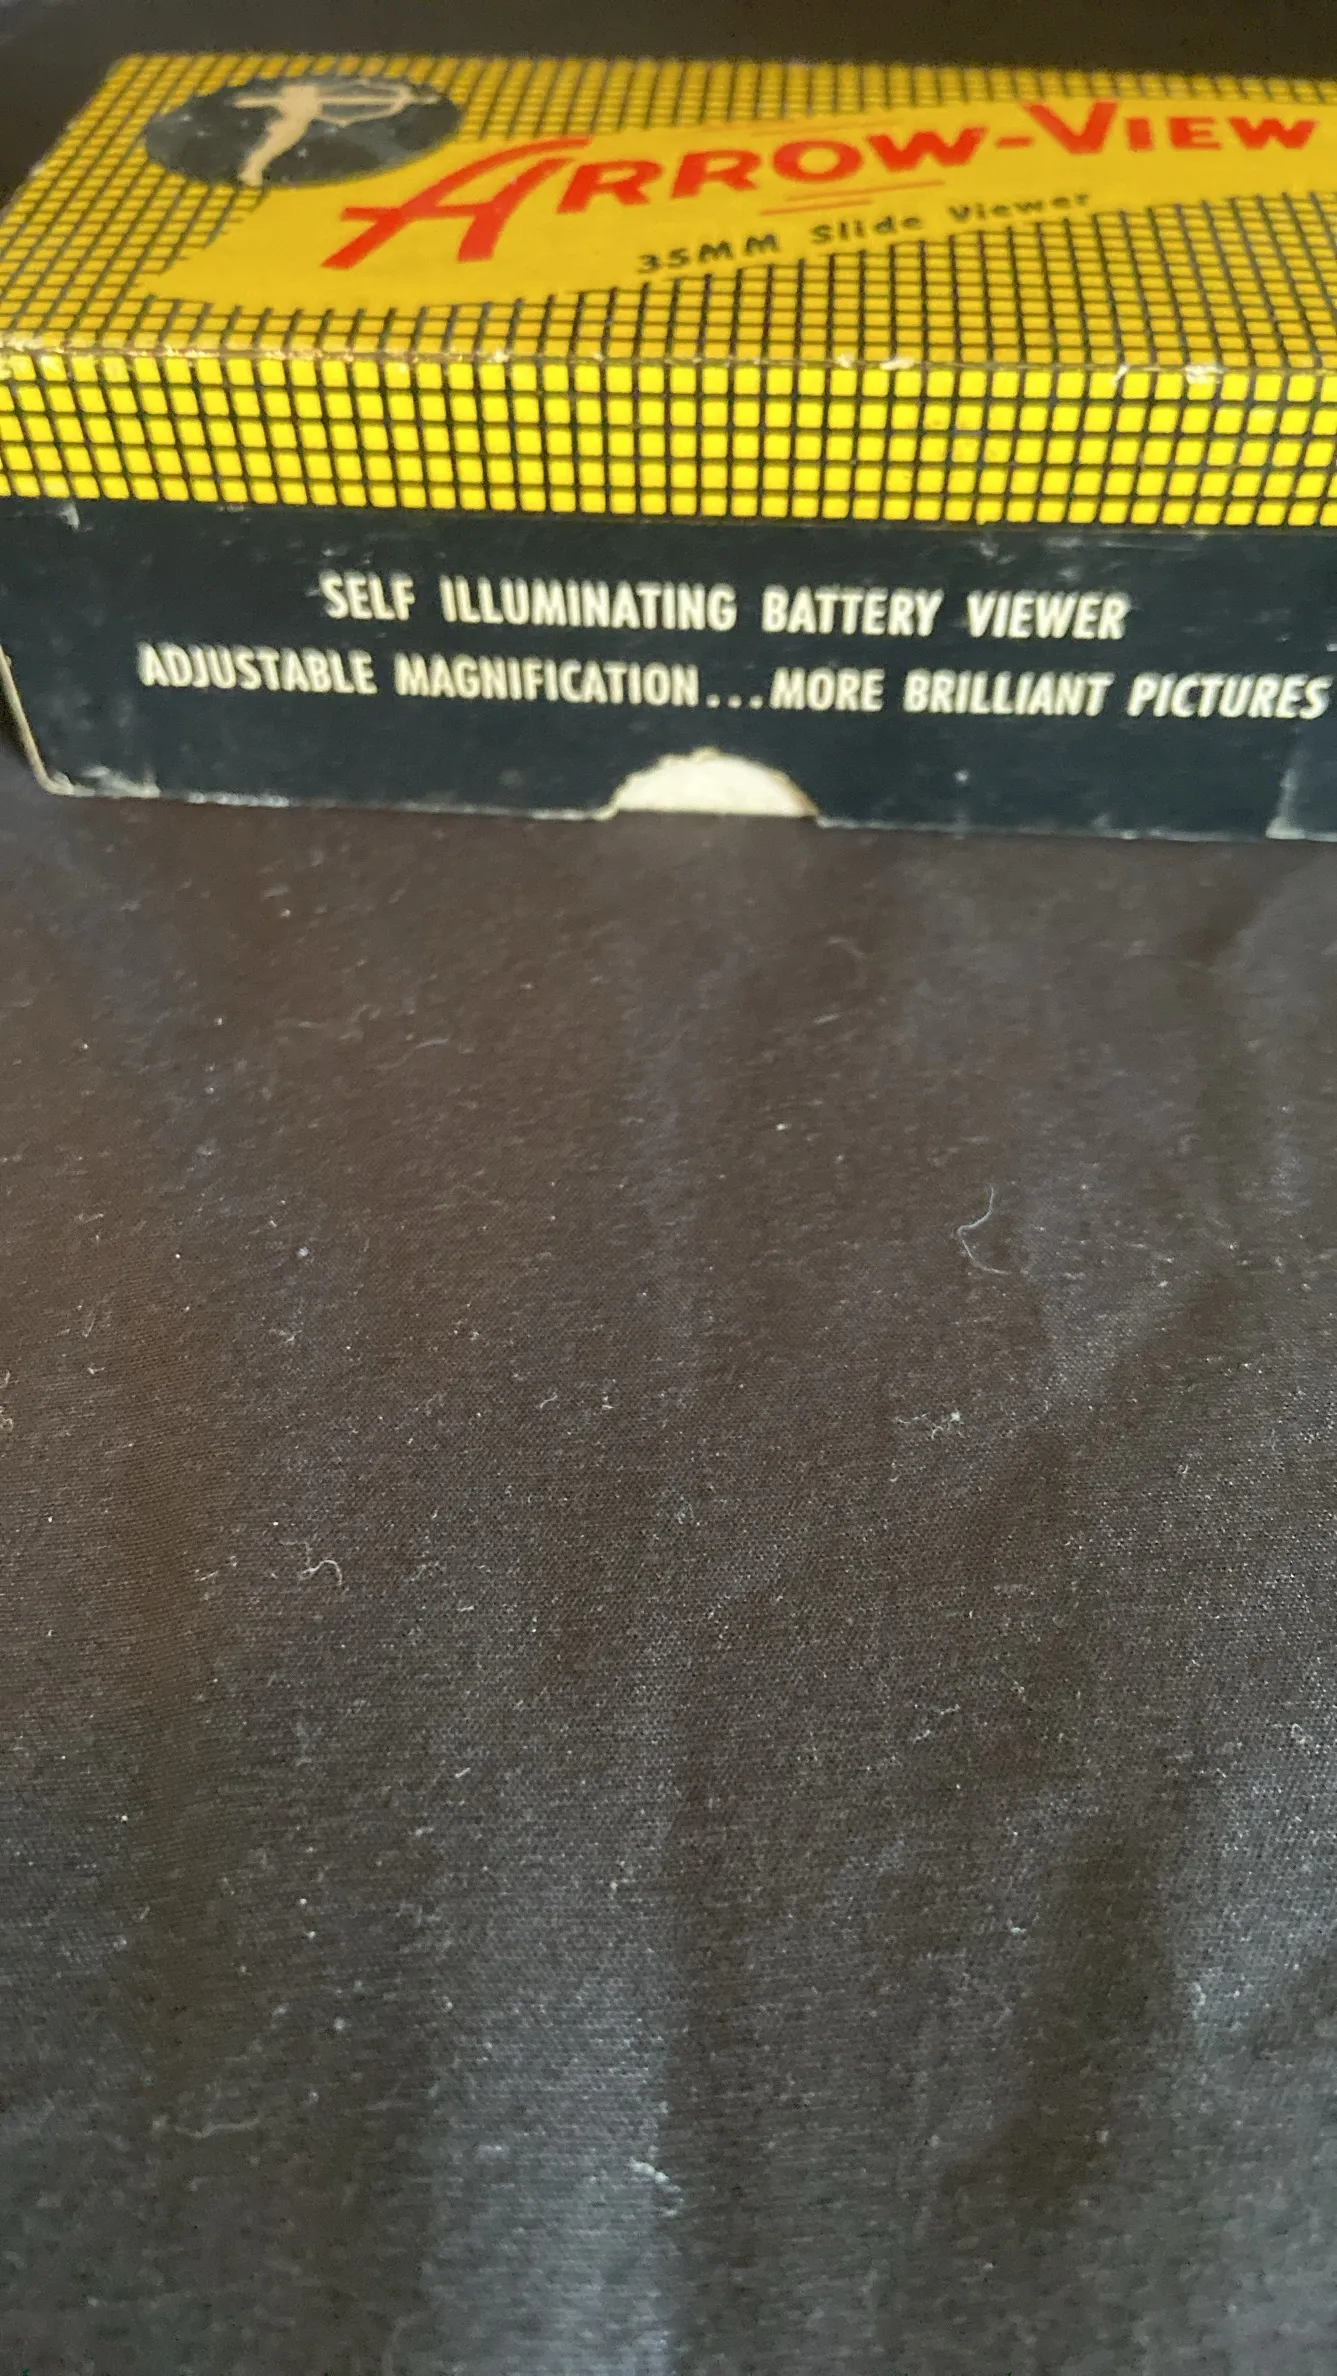 ARROW-VIEW
35MM Slide Viewer
SELF ILLUMINATING BATTERY VIEWER
ADJUSTABLE MAGNIFICATION...MORE BRILLIANT PICTURES